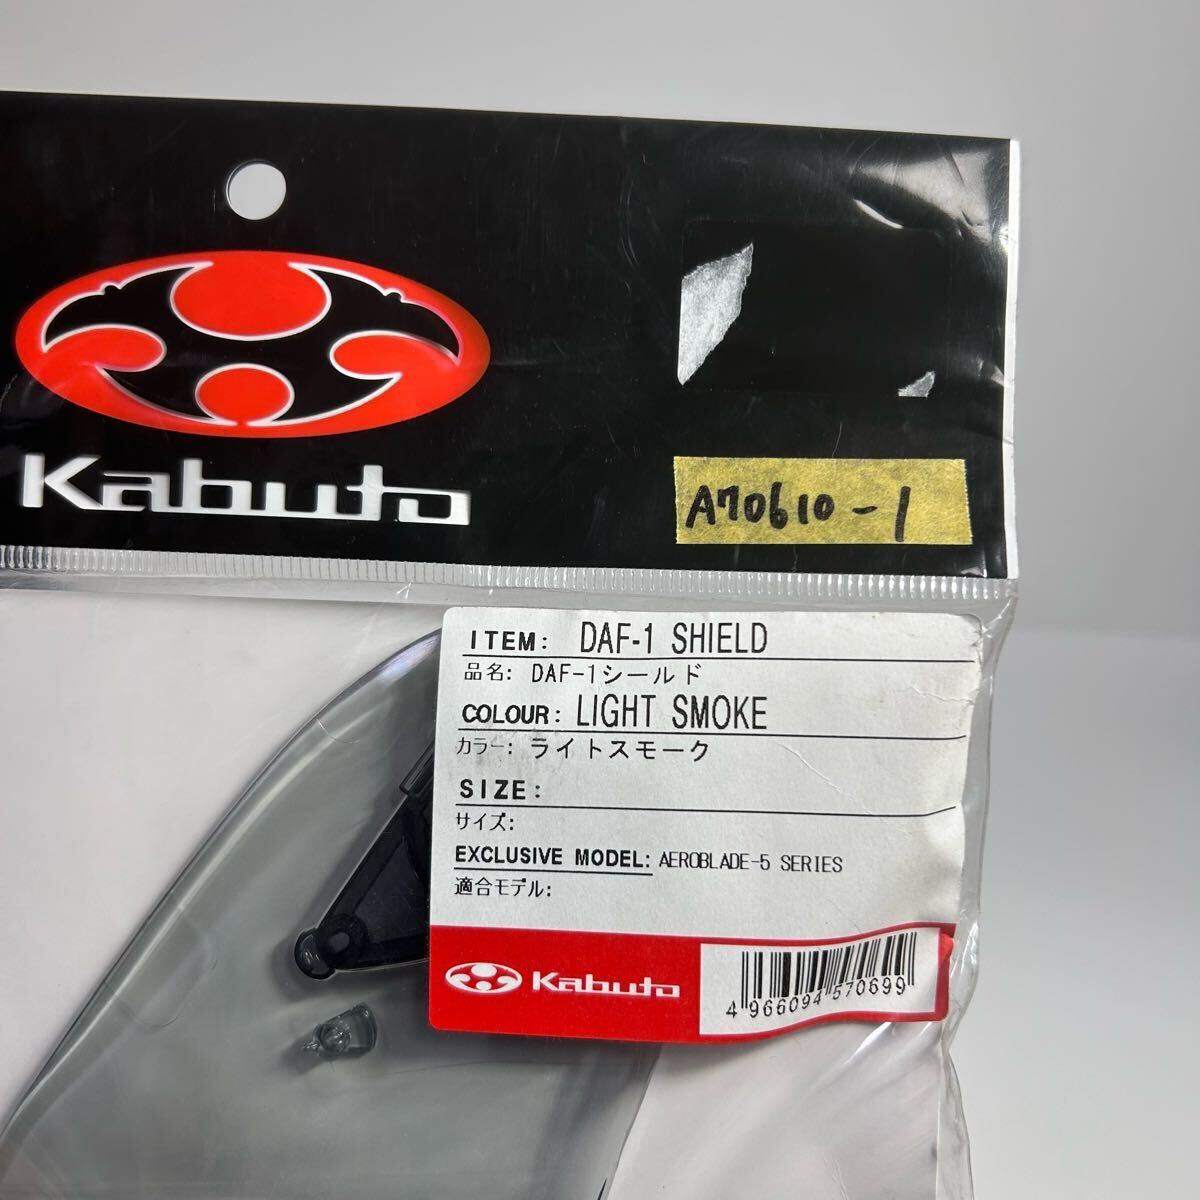 Kabuto
A70610-1
ITEM: DAF-1 SHIELD
品名: DAF-1シールド
COLOUR: LIGHT SMOKE
カラー: ライトスモーク
SIZE:
サイズ:
EXCLUSIVE MODEL: AEROBLADE-5 SERIES
適合モデル:
Kabuto
4 966094 570699